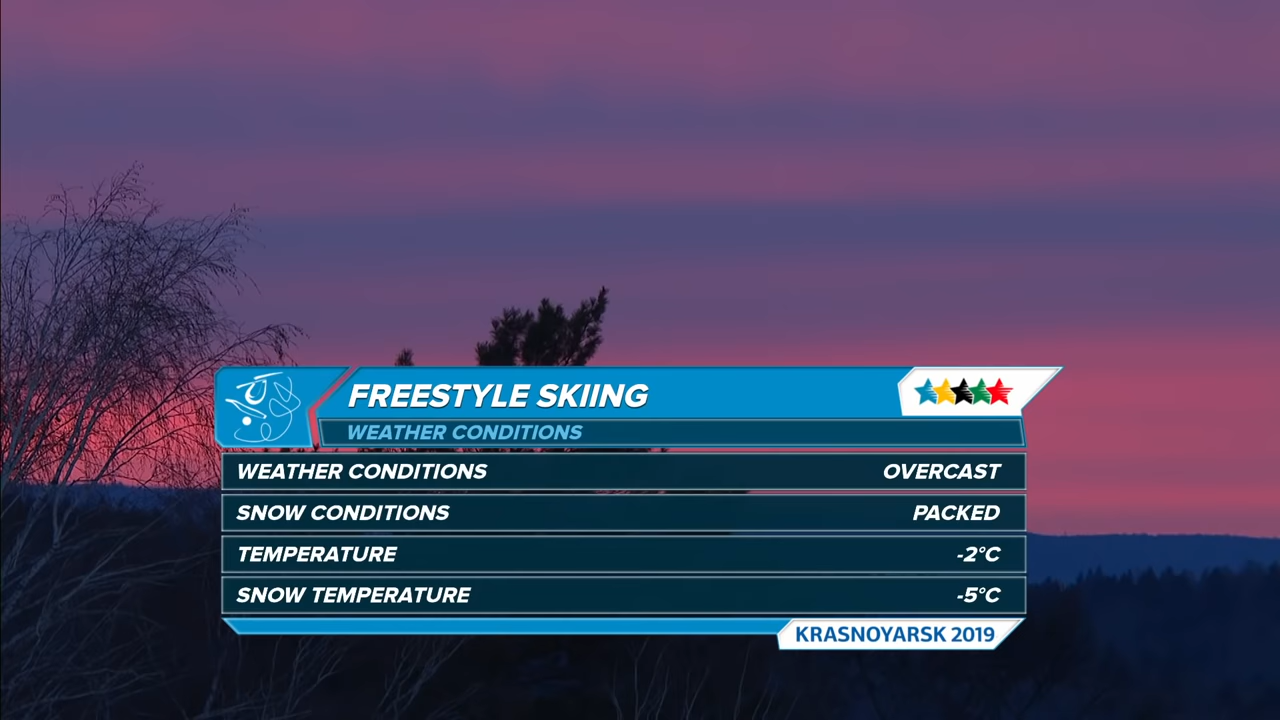 FREESTYLE SKIING
WEATHER CONDITIONS
WEATHER CONDITIONS OVERCAST
SNOW CONDITIONS PACKED
TEMPERATURE -2°C
SNOW TEMPERATURE -5°C
KRASNOYARSK 2019